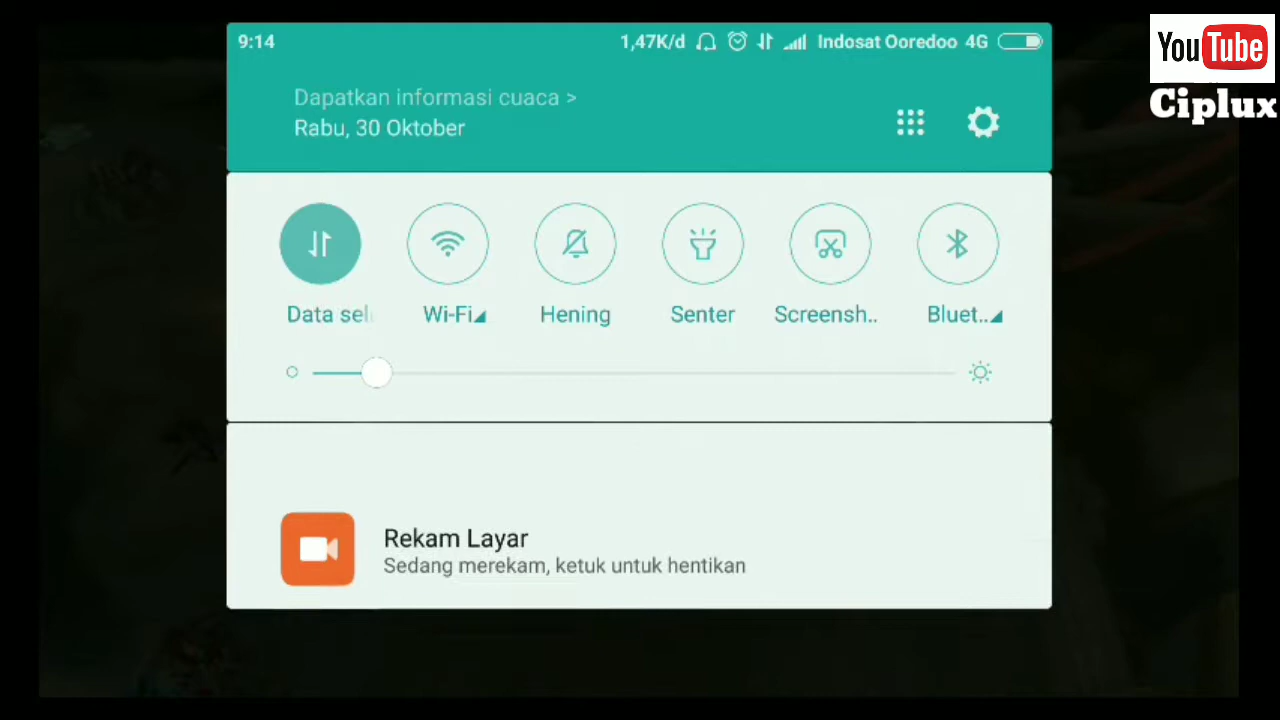 9:14
1,47K/d
Indosat Ooredoo 4G
YouTube
Ciplux
Dapatkan informasi cuaca >
Rabu, 30 Oktober
Data sel
Wi-Fi
Hening
Senter
Screensh..
Bluet..
Rekam Layar
Sedang merekam, ketuk untuk hentikan